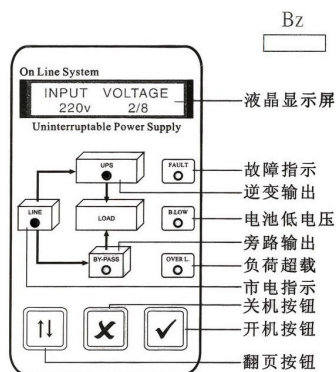 Bz
On Line System
INPUT VOLTAGE
220v 2/8
Uninterruptable Power Supply
液晶显示屏
UPS
FAULT
故障指示
逆变输出
LINE
LOAD
B.LOW
电池低电压
旁路输出
BY-PASS
OVER L.
负荷超载
市电指示
关机按钮
开机按钮
翻页按钮